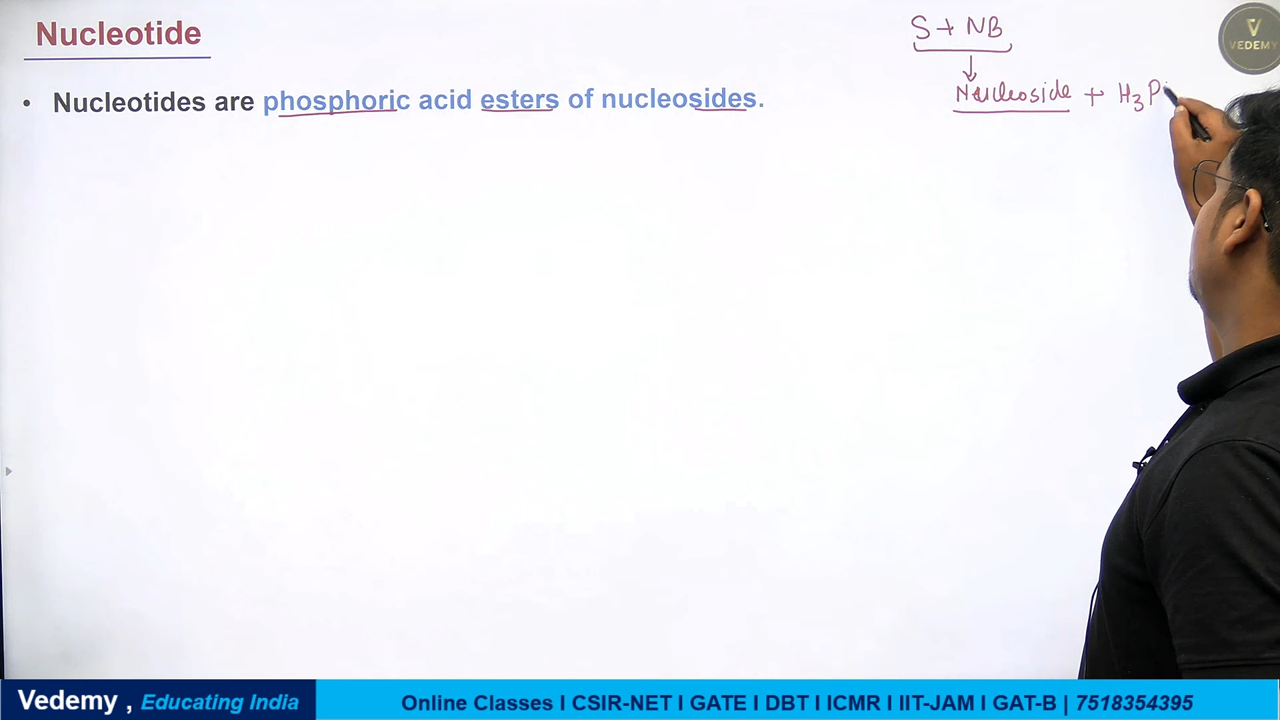 Nucleotide
• Nucleotides are phosphoric acid esters of nucleosides.
S + NB
↓
Nucleoside + H3P
V
VEDEMY
Vedemy , Educating India
Online Classes I CSIR-NET I GATE I DBT I ICMR I IIT-JAM I GAT-B | 7518354395